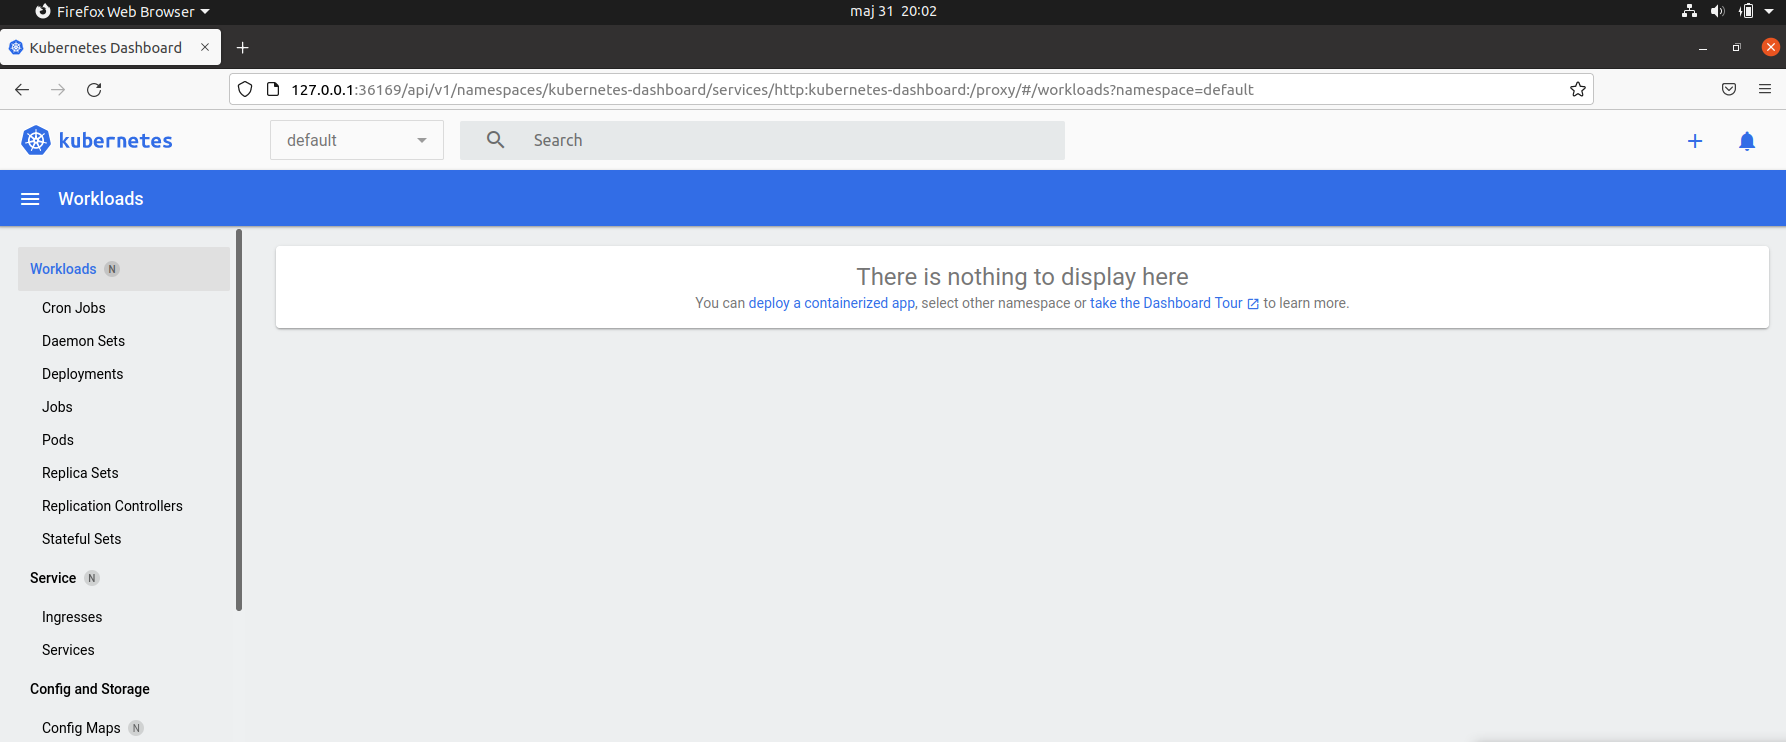 Firefox Web Browser
maj 31 20:02
Kubernetes Dashboard
127.0.0.1:36169/api/v1/namespaces/kubernetes-dashboard/services/http:kubernetes-dashboard:/proxy/#/workloads?namespace=default
kubernetes
default
Search
Workloads
Workloads N
Cron Jobs
Daemon Sets
Deployments
Jobs
Pods
Replica Sets
Replication Controllers
Stateful Sets
Service N
Ingresses
Services
Config and Storage
Config Maps N
There is nothing to display here
You can deploy a containerized app, select other namespace or take the Dashboard Tour to learn more.